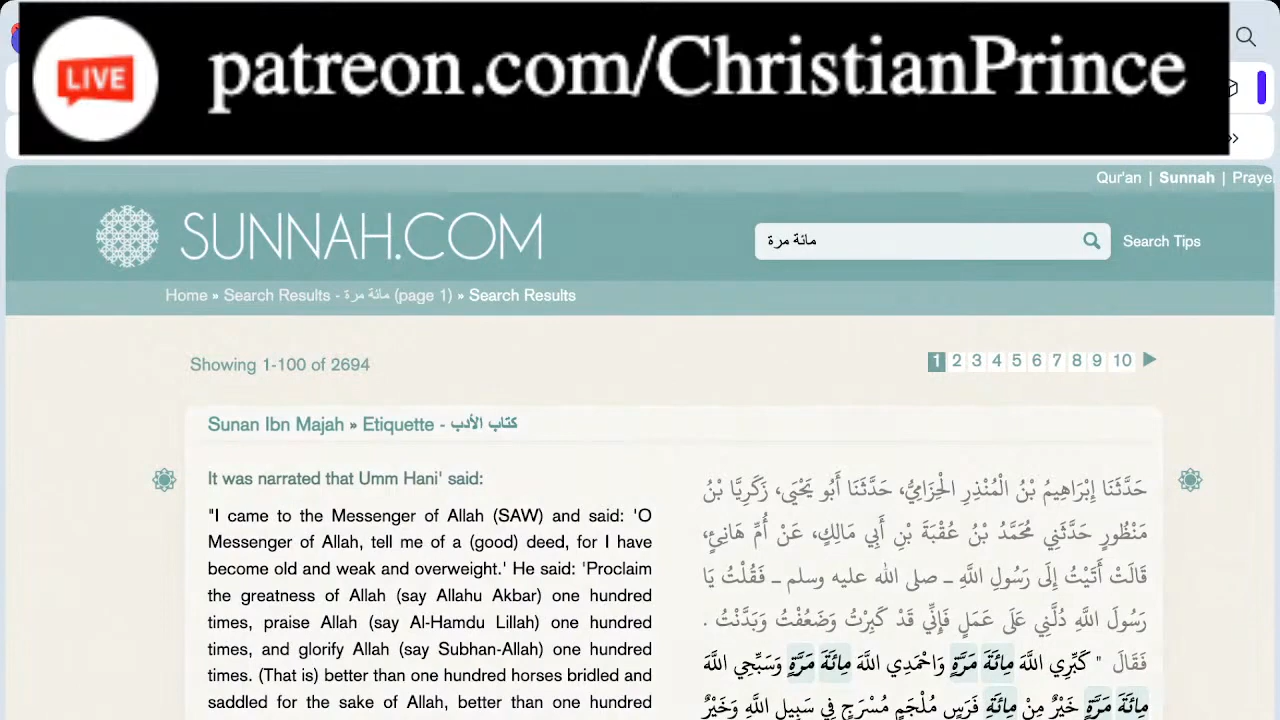 LIVE
patreon.com/ChristianPrince
Qur'an | Sunnah | Praye
SUNNAH.COM
مائة مرة
Search Tips
Home » Search Results - مائة مرة (page 1) » Search Results
Showing 1-100 of 2694
1 2 3 4 5 6 7 8 9 10
Sunan Ibn Majah » Etiquette - كتاب الأدب
It was narrated that Umm Hani' said:
"I came to the Messenger of Allah (SAW) and said: 'O
Messenger of Allah, tell me of a (good) deed, for I have
become old and weak and overweight.' He said: 'Proclaim
the greatness of Allah (say Allahu Akbar) one hundred
times, praise Allah (say Al-Hamdu Lillah) one hundred
times, and glorify Allah (say Subhan-Allah) one hundred
times. (That is) better than one hundred horses bridled and
saddled for the sake of Allah, better than one hundred
حَدَّثَنَا إِبْرَاهِيمُ بْنُ الْمُنْذِرِ الْحِزَامِيُّ، حَدَّثَنَا أَبُو يَحْيَى، زَكَرِيَّا بْنُ
مَنْظُورٍ حَدَّثَنِي مُحَمَّدُ بْنُ عُقْبَةَ بْنِ أَبِي مَالِكٍ، عَنْ أُمِّ هَانِئٍ،
قَالَتْ أَتَيْتُ إِلَى رَسُولِ اللَّهِ ـ صلى الله عليه وسلم ـ فَقُلْتُ يَا
رَسُولَ اللَّهِ دُلَّنِي عَلَى عَمَلٍ فَإِنِّي قَدْ كَبِرْتُ وَضَعُفْتُ وَبَدَّنْتُ .
فَقَالَ " كَبِّرِي اللَّهَ مِائَةَ مَرَّةٍ وَاحْمَدِي اللَّهَ مِائَةَ مَرَّةٍ وَسَبِّحِي اللَّهَ
مِائَةَ مَرَّةٍ خَيْرٌ مِنْ مِائَةِ فَرَسٍ مُلْجَمٍ مُسْرَجٍ فِي سَبِيلِ اللَّهِ وَخَيْرٌ